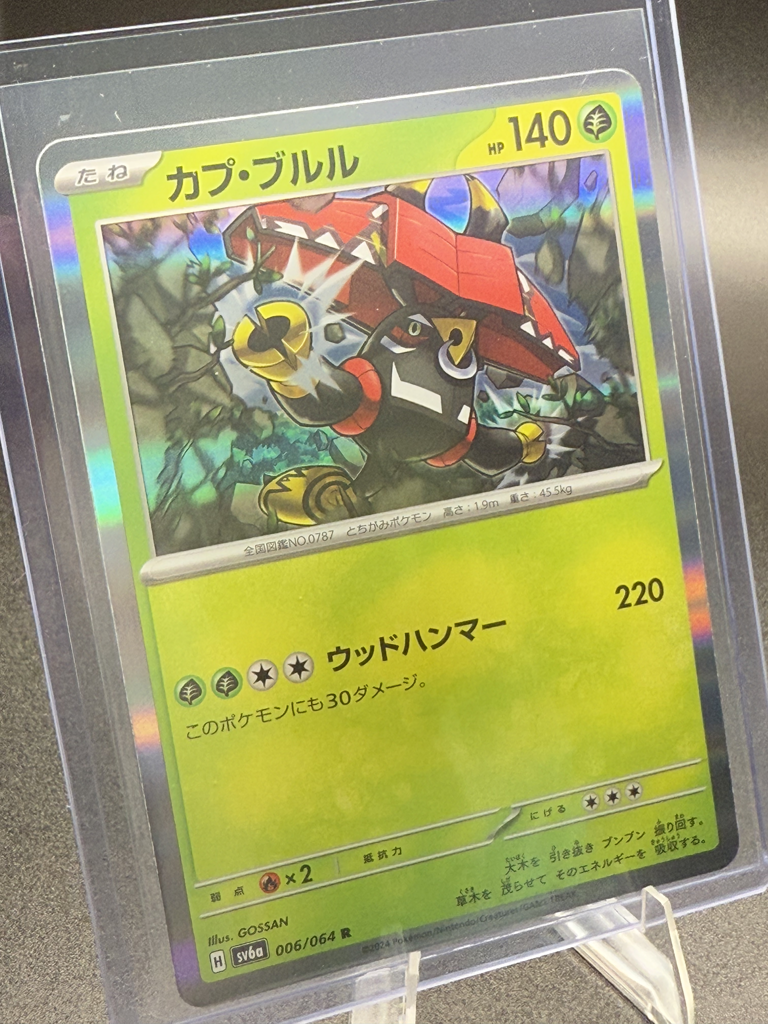 たね カプ・ブルル HP 140
全国図鑑NO.0787 とちがみポケモン 高さ：1.9m 重さ：45.5kg
ウッドハンマー 220
このポケモンにも30ダメージ。
弱点 ×2 抵抗力 にげる
大木を 引き抜き ブンブン 振り回す。
草木を 茂らせて そのエネルギーを 吸収する。
Illus. GOSSAN
H sv6a 006/064 R
©2024 Pokémon/Nintendo/Creatures/GAME FREAK.